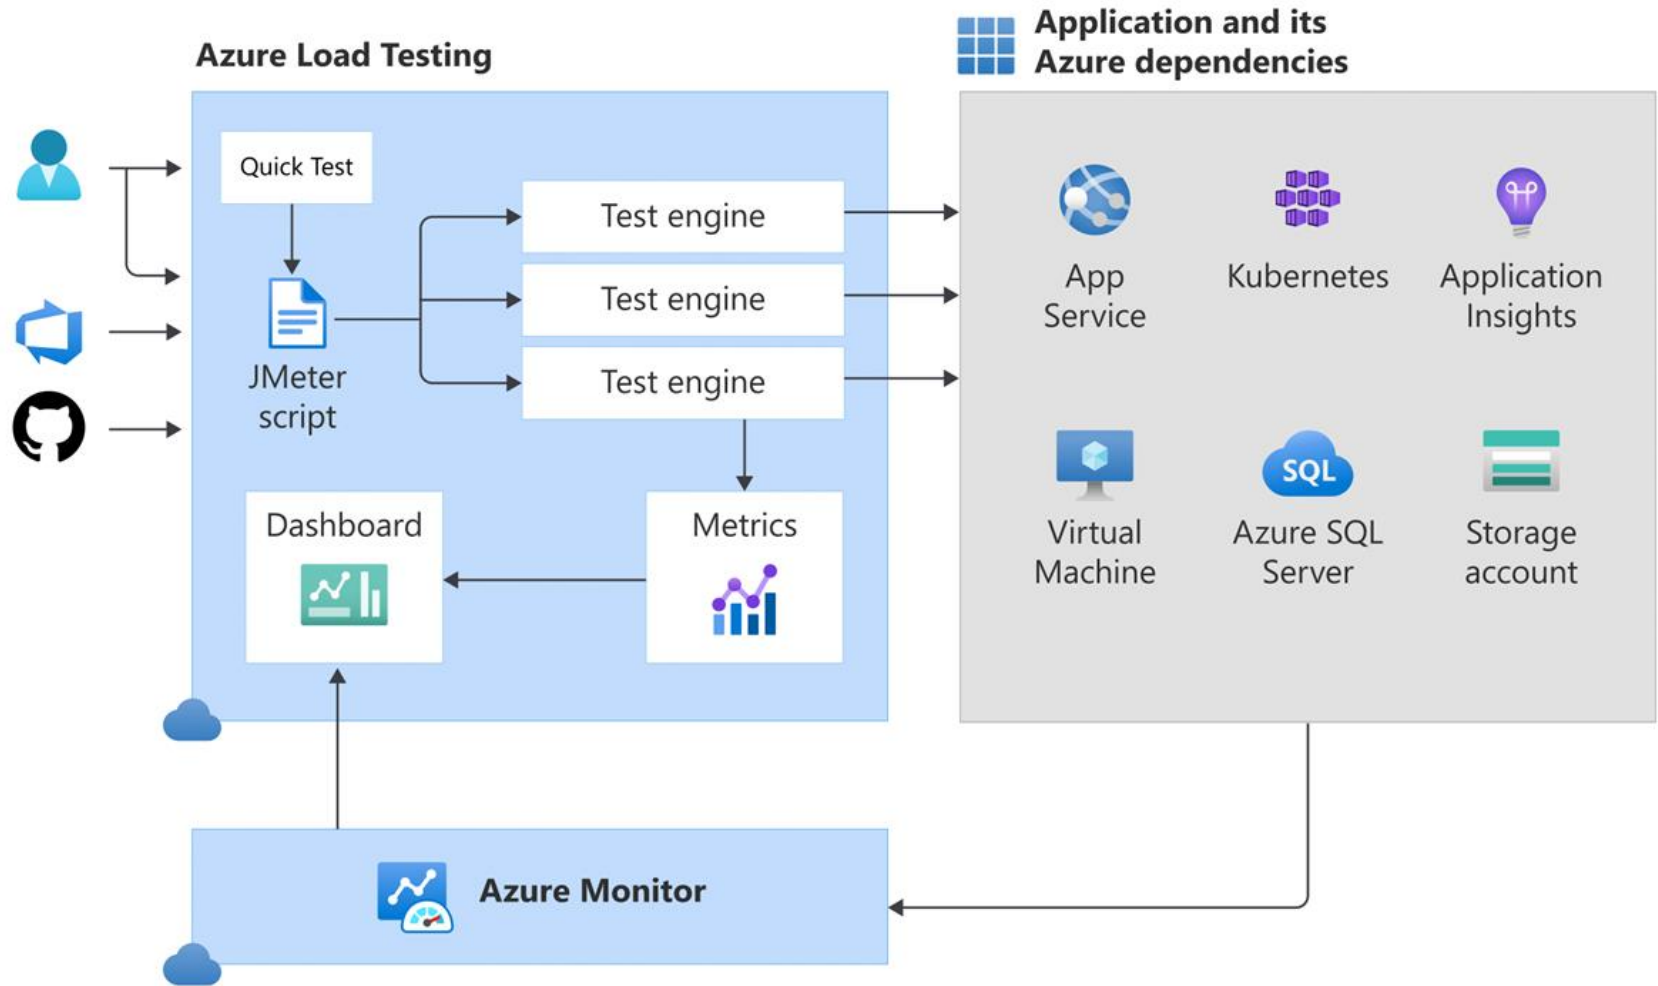 Azure Load Testing
Application and its
Azure dependencies
Quick Test
JMeter
script
Test engine
Test engine
Test engine
Dashboard
Metrics
App
Service
Kubernetes
Application
Insights
Virtual
Machine
SQL
Azure SQL
Server
Storage
account
Azure Monitor